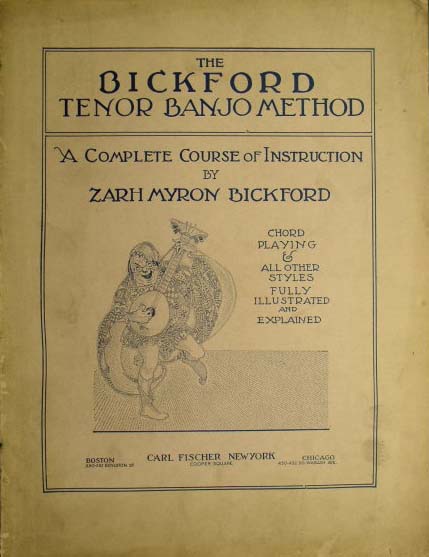 THE
BICKFORD
TENOR BANJO METHOD
A COMPLETE COURSE OF INSTRUCTION
BY
ZARH MYRON BICKFORD
CHORD
PLAYING
&
ALL OTHER
STYLES
FULLY
ILLUSTRATED
AND
EXPLAINED
BOSTON
CARL FISCHER NEW YORK
COOPER SQUARE
CHICAGO